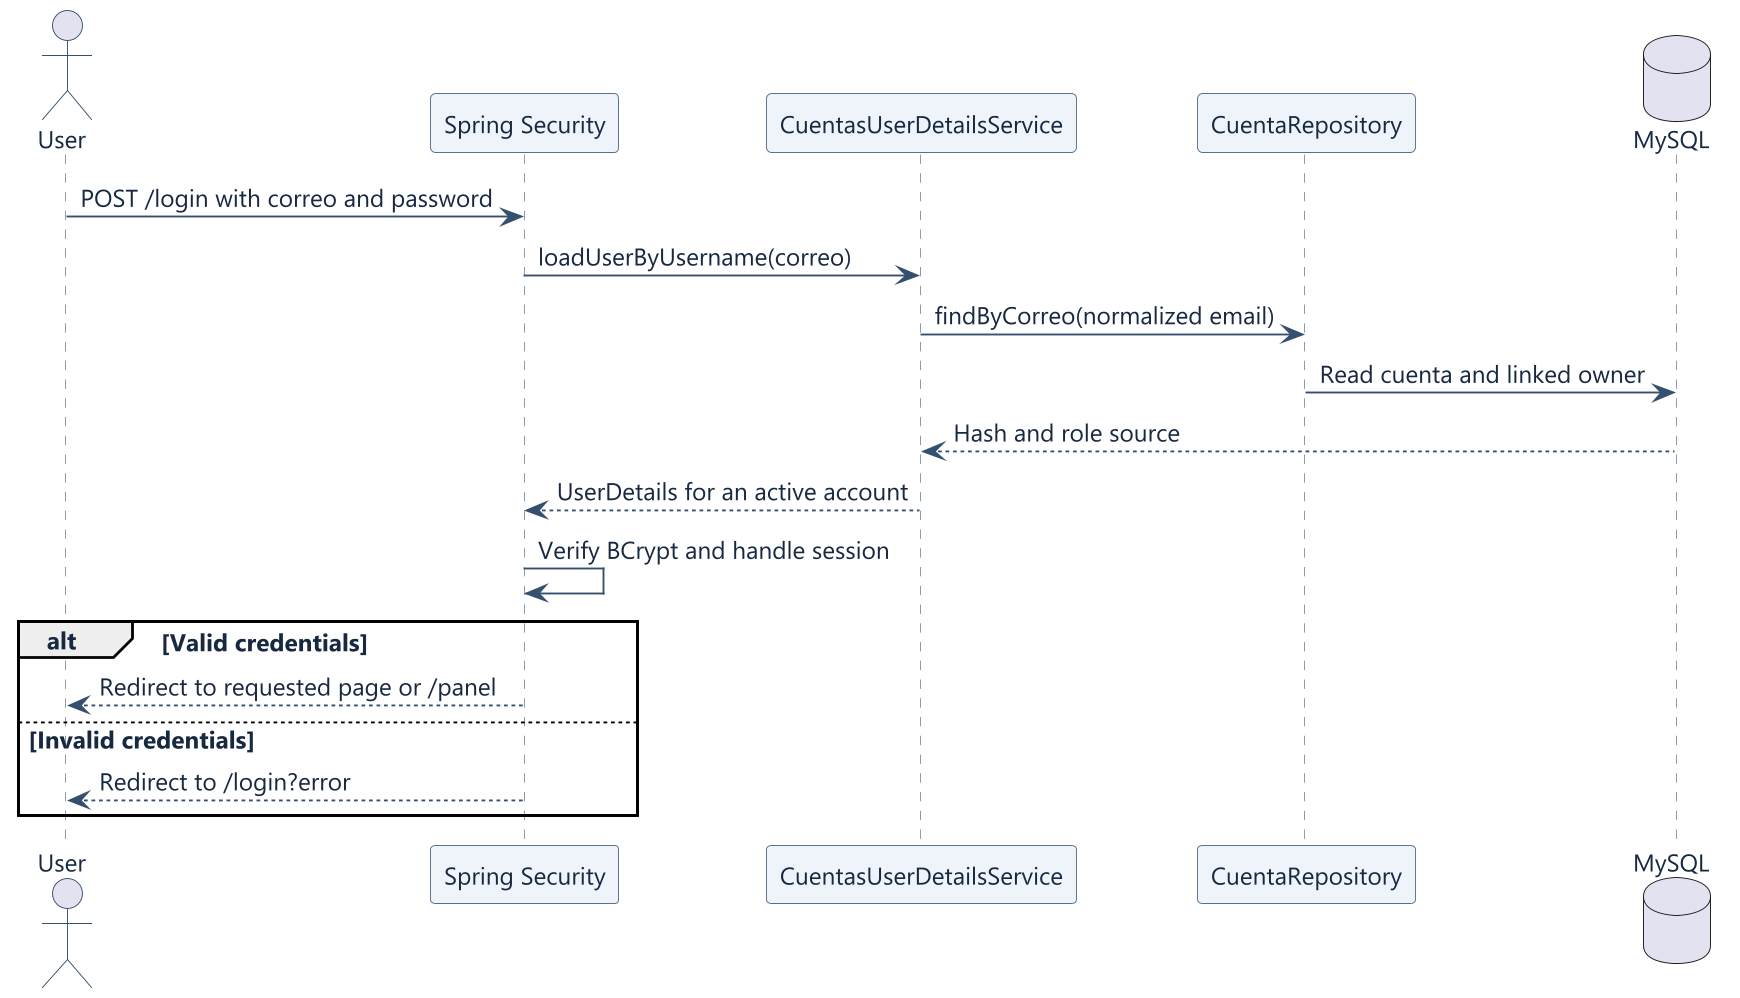 User
Spring Security
CuentasUserDetailsService
CuentaRepository
MySQL
POST /login with correo and password
loadUserByUsername(correo)
findByCorreo(normalized email)
Read cuenta and linked owner
Hash and role source
UserDetails for an active account
Verify BCrypt and handle session
alt [Valid credentials]
Redirect to requested page or /panel
[Invalid credentials]
Redirect to /login?error
User
Spring Security
CuentasUserDetailsService
CuentaRepository
MySQL